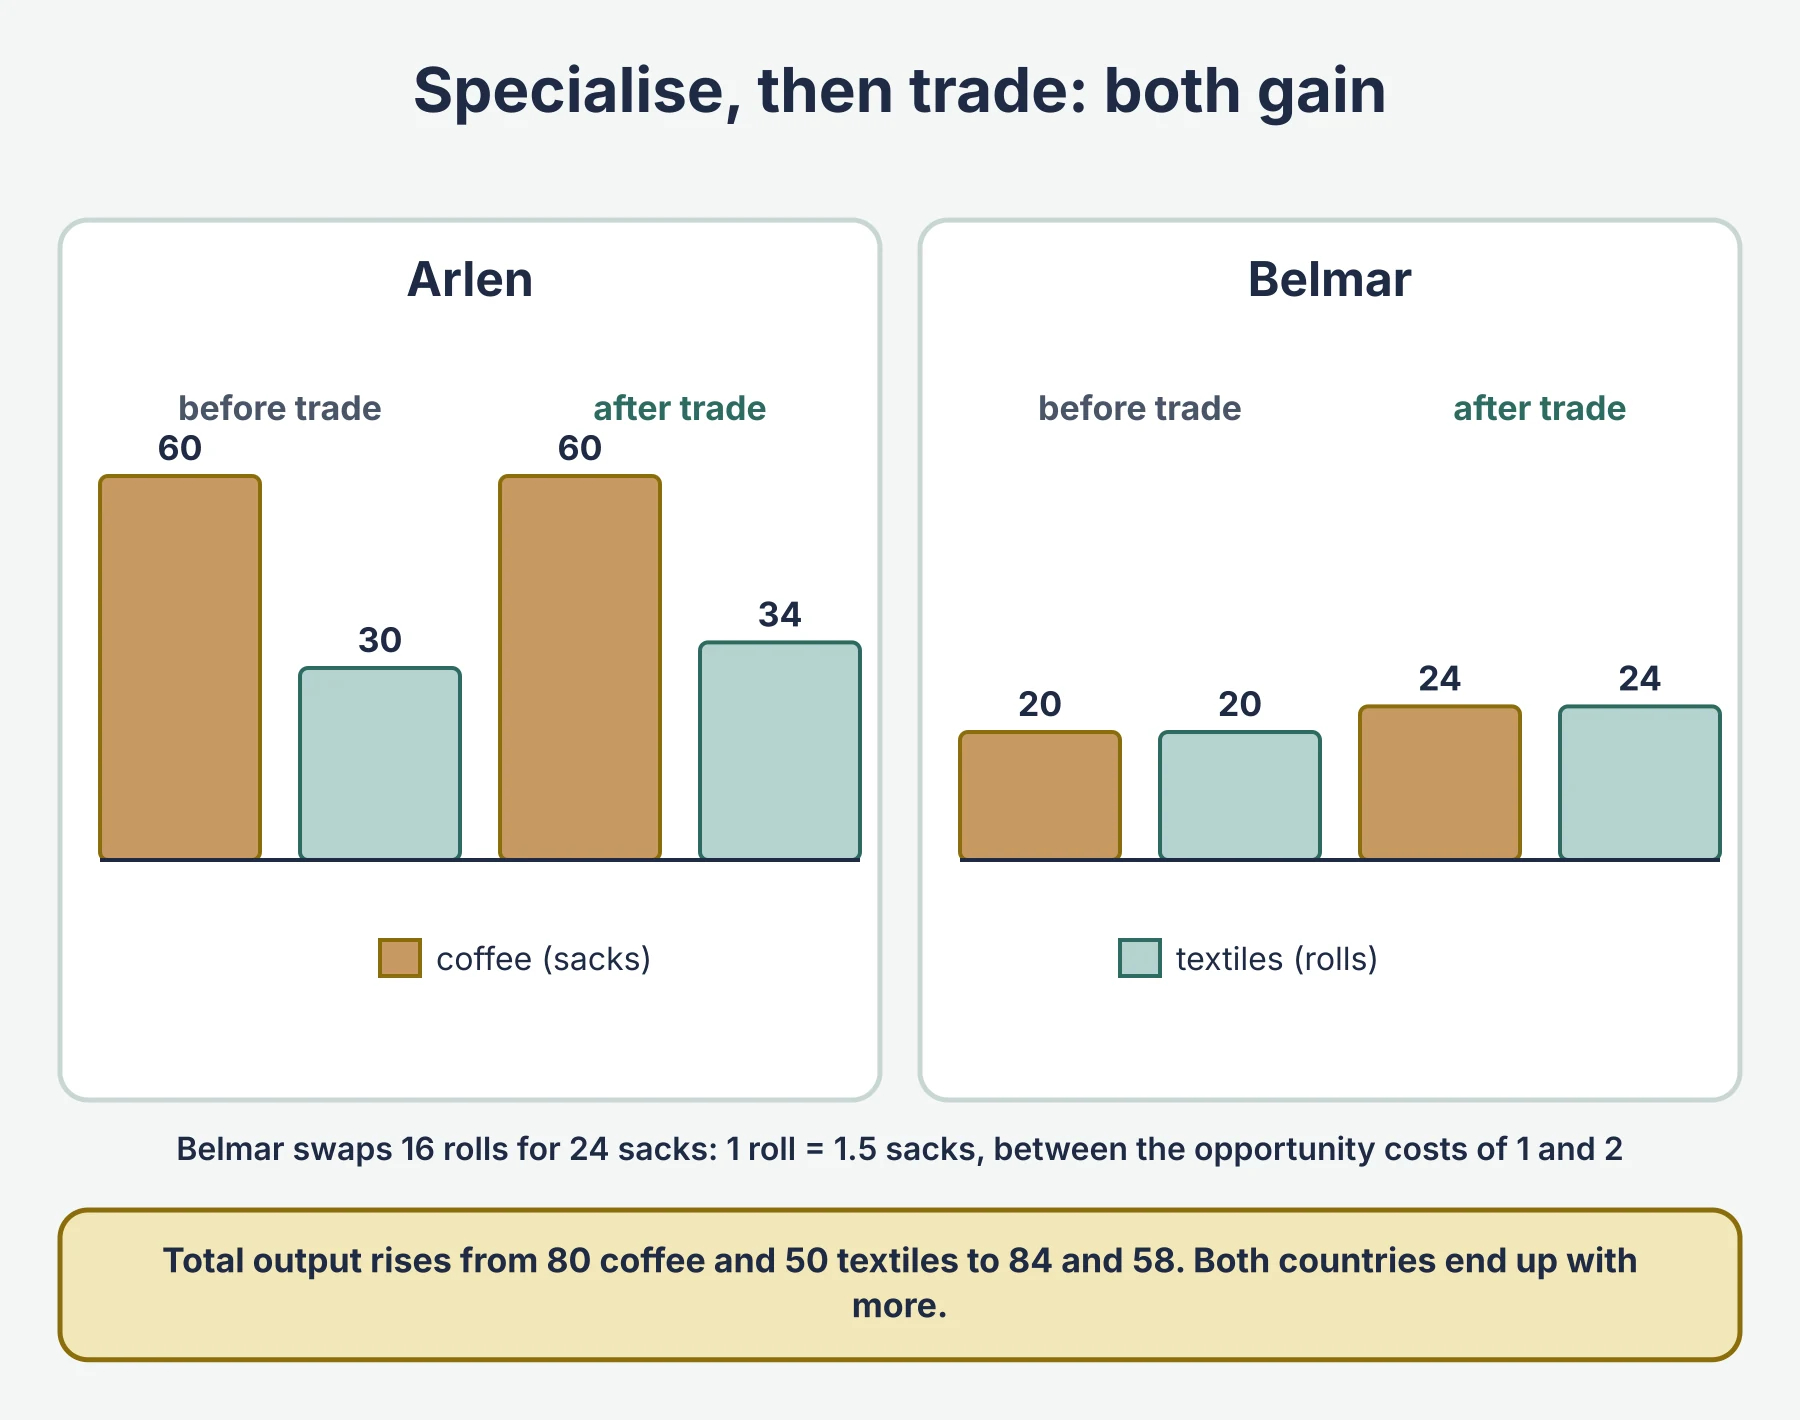 Specialise, then trade: both gain
Arlen
before trade
after trade
60
30
60
34
coffee (sacks)
Belmar
before trade
after trade
20
20
24
24
textiles (rolls)
Belmar swaps 16 rolls for 24 sacks: 1 roll = 1.5 sacks, between the opportunity costs of 1 and 2
Total output rises from 80 coffee and 50 textiles to 84 and 58. Both countries end up with
more.